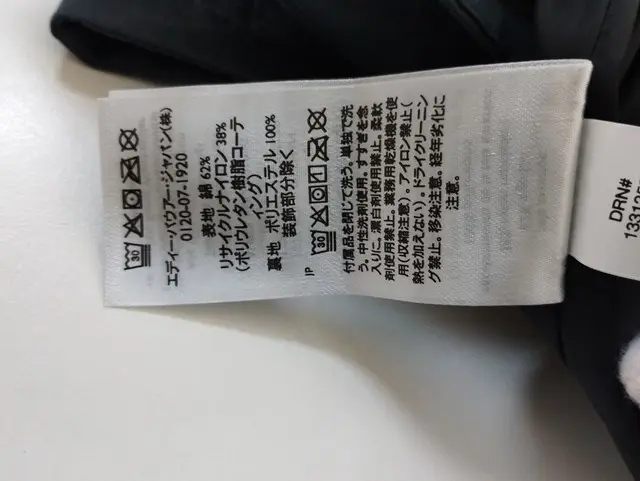 30
エディー・バウアー・ジャパン(株)
0120-07-1920
表地 綿 62%
リサイクルナイロン 38%
(ポリウレタン樹脂コーテ
ィング)
裏地 ポリエステル 100%
装飾部分除く
JP
30
付属品を閉じて洗う。単独で洗
う。中性洗剤使用。すすぎを念
入りに。漂白剤使用禁止。柔軟
剤使用禁止。業務用乾燥機を使
用(収縮注意)。アイロン禁止(
熱を加えない)。ドライクリーニン
グ禁止。移染注意。経年劣化に
注意。
DRN#